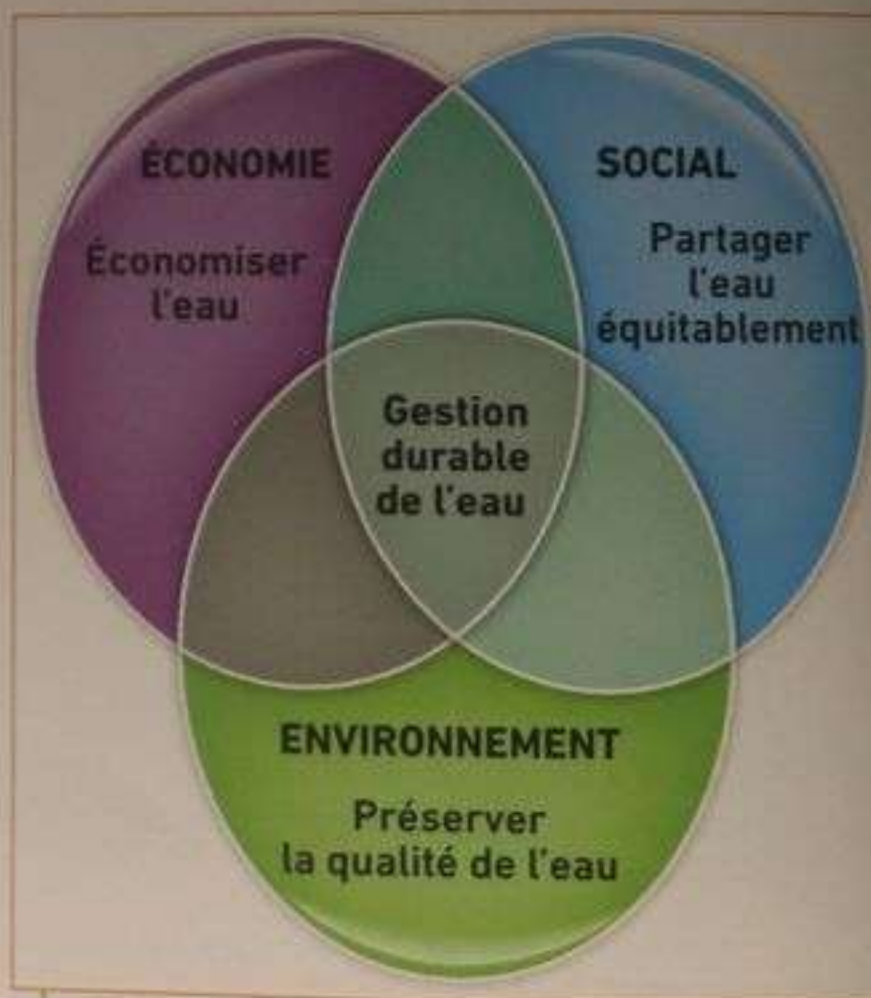 ÉCONOMIE
Économiser
l'eau
SOCIAL
Partager
l'eau
équitablement
Gestion
durable
de l'eau
ENVIRONNEMENT
Préserver
la qualité de l'eau